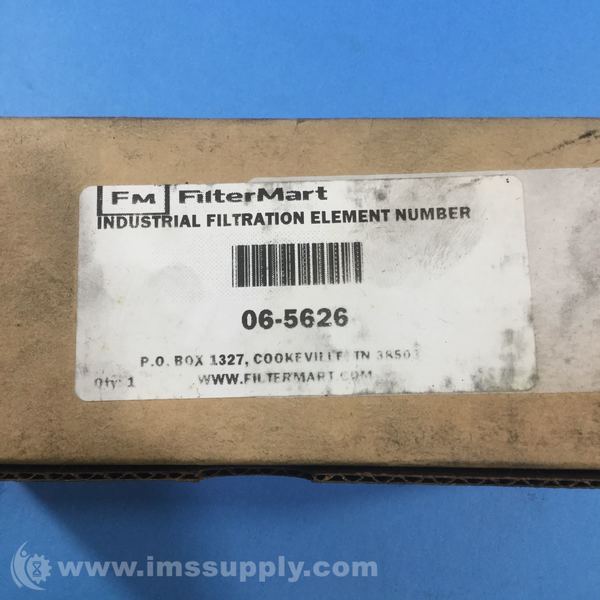 FM FilterMart
INDUSTRIAL FILTRATION ELEMENT NUMBER
06-5626
P.O. BOX 1327, COOKEVILLE, TN 38503
Qty: 1 WWW.FILTERMART.COM
www.imssupply.com